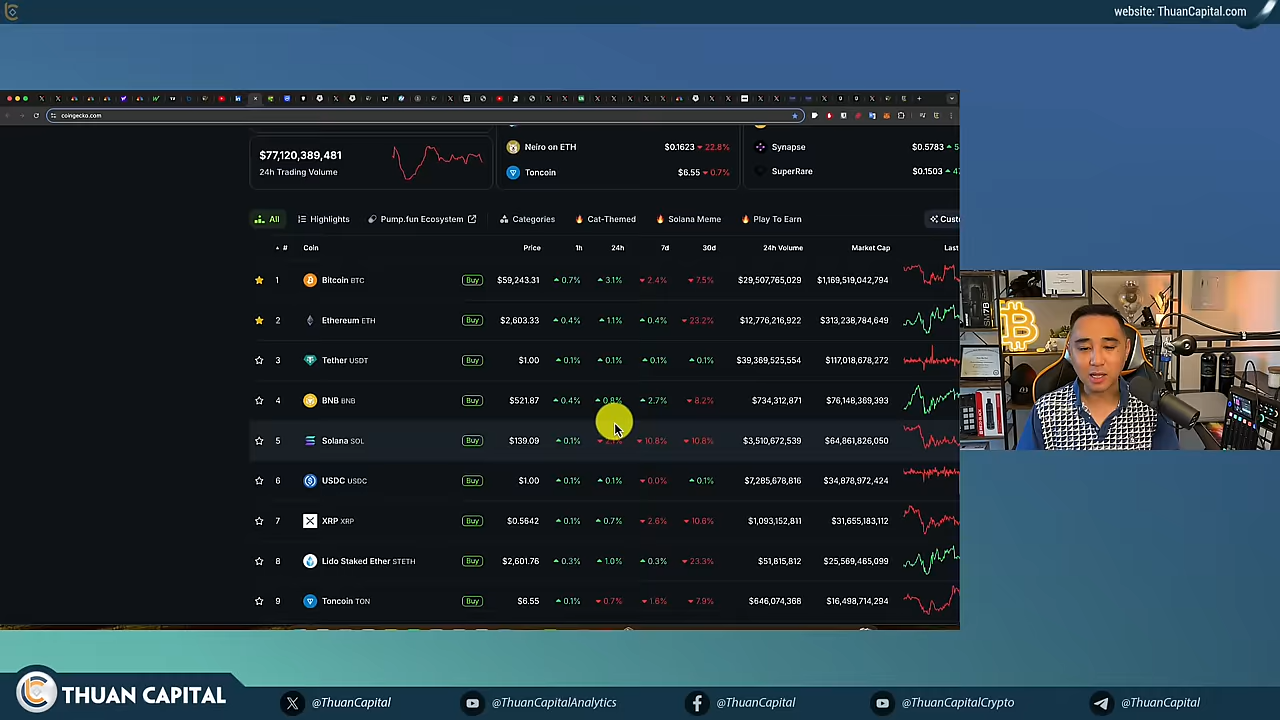 website: ThuanCapital.com
coingecko.com
$77,120,389,481
24h Trading Volume
Neiro on ETH $0.1623 22.8%
Toncoin $6.55 0.7%
Synapse $0.5783 5
SuperRare $0.1503 47
All Highlights Pump.fun Ecosystem Categories Cat-Themed Solana Meme Play To Earn Custo
# Coin Price 1h 24h 7d 30d 24h Volume Market Cap Last
1 Bitcoin BTC Buy $59,243.31 0.7% 3.1% 2.4% 7.5% $29,507,765,029 $1,169,519,042,794
2 Ethereum ETH Buy $2,603.33 0.4% 1.1% 0.4% 23.2% $12,776,216,922 $313,238,784,649
3 Tether USDT Buy $1.00 0.1% 0.1% 0.1% 0.1% $39,369,525,554 $117,018,678,272
4 BNB BNB Buy $521.87 0.4% 0.8% 2.7% 8.2% $734,312,871 $76,148,369,393
5 Solana SOL Buy $139.09 0.1% 10.8% 10.8% $3,510,672,539 $64,861,826,050
6 USDC USDC Buy $1.00 0.1% 0.1% 0.0% 0.1% $7,285,678,816 $34,878,972,424
7 XRP XRP Buy $0.5642 0.1% 0.7% 2.6% 10.6% $1,093,152,811 $31,655,183,112
8 Lido Staked Ether STETH Buy $2,601.76 0.3% 1.0% 0.3% 23.3% $51,815,812 $25,569,465,099
9 Toncoin TON Buy $6.55 0.1% 0.7% 1.6% 7.9% $646,074,368 $16,498,714,294
THUAN CAPITAL
@ThuanCapital
@ThuanCapitalAnalytics
@ThuanCapital
@ThuanCapitalCrypto
@ThuanCapital